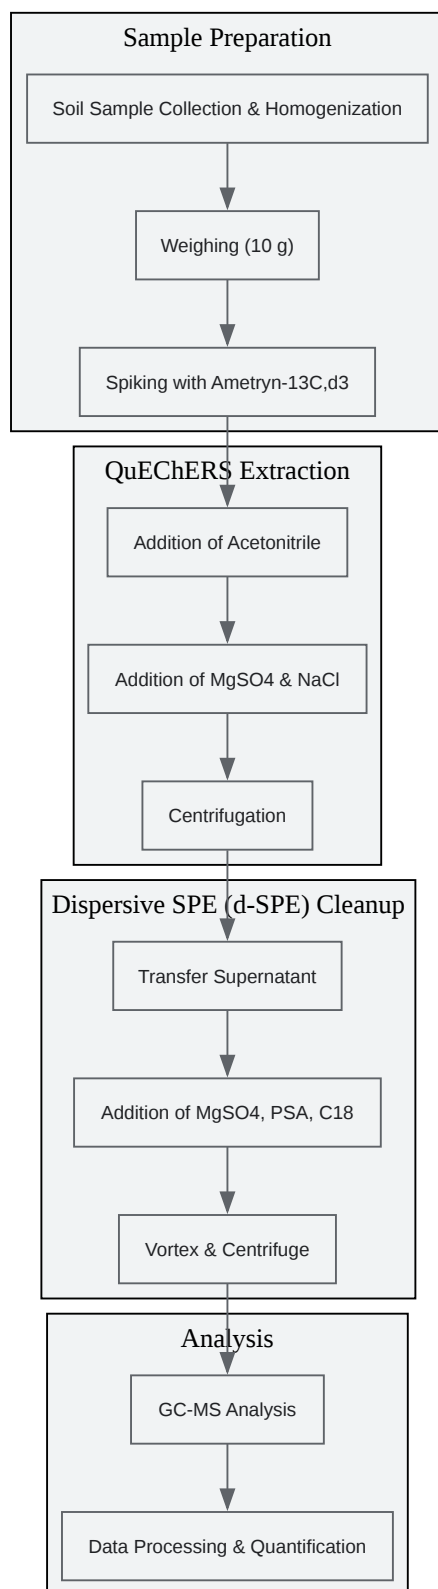 Sample Preparation
Soil Sample Collection & Homogenization
Weighing (10 g)
Spiking with Ametryn-13C,d3
QuEChERS Extraction
Addition of Acetonitrile
Addition of MgSO4 & NaCl
Centrifugation
Dispersive SPE (d-SPE) Cleanup
Transfer Supernatant
Addition of MgSO4, PSA, C18
Vortex & Centrifuge
Analysis
GC-MS Analysis
Data Processing & Quantification